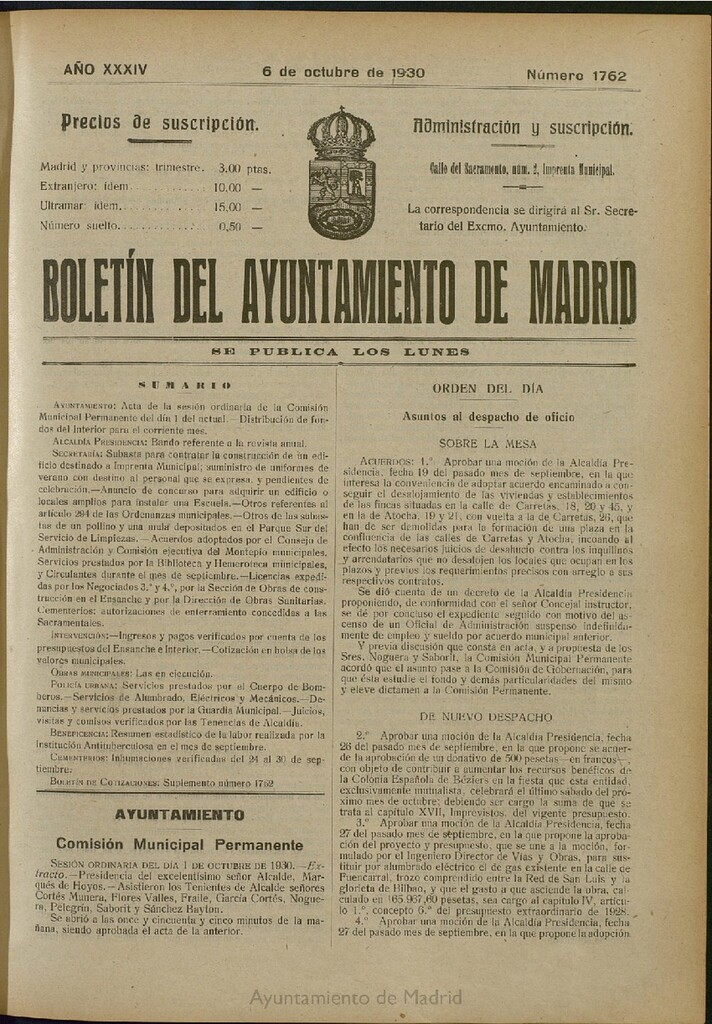 AÑO XXXIV
6 de octubre de 1930
Número 1762
Precios de suscripción.
Madrid y provincias: trimestre. 3,00 ptas.
Extranjero: ídem.......... 10,00 —
Ultramar: ídem........... 15,00 —
Número suelto............ 0,50 —
Administración y suscripción.
Calle del Sacramento, núm. 2, Imprenta Municipal.
La correspondencia se dirigirá al Sr. Secre-
tario del Excmo. Ayuntamiento.
BOLETÍN DEL AYUNTAMIENTO DE MADRID
SE PUBLICA LOS LUNES
SUMARIO
AYUNTAMIENTO: Acta de la sesión ordinaria de la Comisión
Municipal Permanente del día 1 del actual.—Distribución de fon-
dos del Interior para el corriente mes.
ALCALDÍA PRESIDENCIA: Bando referente a la revista anual.
SECRETARÍA: Subasta para contratar la construcción de un edi-
ficio destinado a Imprenta Municipal; suministro de uniformes de
verano con destino al personal que se expresa, y pendientes de
celebración.—Anuncio de concurso para adquirir un edificio o
locales amplios para instalar una Escuela.—Otros referentes al
artículo 294 de las Ordenanzas municipales.—Otros de las subas-
tas de un pollino y una mula depositados en el Parque Sur del
Servicio de Limpiezas.—Acuerdos adoptados por el Consejo de
Administración y Comisión ejecutiva del Montepío municipales.
Servicios prestados por la Biblioteca y Hemeroteca municipales,
y Circulantes durante el mes de septiembre.—Licencias expedi-
das por los Negociados 3.º y 4.º, por la Sección de Obras de cons-
trucción en el Ensanche y por la Dirección de Obras Sanitarias.
Cementerios: autorizaciones de enterramiento concedidas a las
Sacramentales.
INTERVENCIÓN:—Ingresos y pagos verificados por cuenta de los
presupuestos del Ensanche e Interior.—Cotización en bolsa de los
valores municipales.
OBRAS MUNICIPALES: Las en ejecución.
POLICÍA URBANA: Servicios prestados por el Cuerpo de Bom-
beros.—Servicios de Alumbrado, Eléctricos y Mecánicos.—De-
nuncias y servicios prestados por la Guardia Municipal.—Juicios,
visitas y comisos verificados por las Tenencias de Alcaldía.
BENEFICENCIA: Resumen estadístico de la labor realizada por la
Institución Antituberculosa en el mes de septiembre.
CEMENTERIOS: Inhumaciones verificadas del 24 al 30 de sep-
tiembre.
BOLETÍN DE COTIZACIONES: Suplemento número 1762
AYUNTAMIENTO
Comisión Municipal Permanente
SESIÓN ORDINARIA DEL DÍA 1 DE OCTUBRE DE 1930.—Ex-
tracto.—Presidencia del excelentísimo señor Alcalde, Mar-
qués de Hoyos.—Asistieron los Tenientes de Alcalde señores
Cortés Munera, Flores Valles, Fraile, García Cortés, Nogue-
ra, Pelegrín, Saborit y Sánchez Bayton.
Se abrió a las once y cincuenta y cinco minutos de la ma-
ñana, siendo aprobada el acta de la anterior.
ORDEN DEL DÍA
Asuntos al despacho de oficio
SOBRE LA MESA
ACUERDOS: 1.º Aprobar una moción de la Alcaldía Pre-
sidencia, fecha 19 del pasado mes de septiembre, en la que
interesa la conveniencia de adoptar acuerdo encaminado a con-
seguir el desalojamiento de las viviendas y establecimientos
de las fincas situadas en la calle de Carretas, 18, 20 y 45, y
en la de Atocha, 19 y 21, con vuelta a la de Carretas, 26, que
han de ser demolidas para la formación de una plaza en la
confluencia de las calles de Carretas y Atocha, incoando al
efecto los necesarios juicios de desahucio contra los inquilinos
y arrendatarios que no desalojen los locales que ocupan en los
plazos y previos los requerimientos precisos con arreglo a sus
respectivos contratos.
Se dió cuenta de un decreto de la Alcaldía Presidencia
proponiendo, de conformidad con el señor Concejal instructor,
se dé por concluso el expediente seguido con motivo del as-
censo de un Oficial de Administración suspenso indefinida-
mente de empleo y sueldo por acuerdo municipal anterior.
Y previa discusión que consta en acta, y a propuesta de los
Sres. Noguera y Saborit, la Comisión Municipal Permanente
acordó que el asunto pase a la Comisión de Gobernación, para
que ésta estudie el fondo y demás particularidades del mismo
y eleve dictamen a la Comisión Permanente.
DE NUEVO DESPACHO
2.º Aprobar una moción de la Alcaldía Presidencia, fecha
26 del pasado mes de septiembre, en la que propone se acuer-
de la aprobación de un donativo de 500 pesetas—en francos—,
con objeto de contribuir a aumentar los recursos benéficos de
la Colonia Española de Béziers en la fiesta que esta entidad,
exclusivamente mutualista, celebrará el último sábado del pró-
ximo mes de octubre; debiendo ser cargo la suma de que se
trata al capítulo XVII, Imprevistos, del vigente presupuesto.
3.º Aprobar una moción de la Alcaldía Presidencia, fecha
27 del pasado mes de septiembre, en la que propone la aproba-
ción del proyecto y presupuesto, que se une a la moción, for-
mulado por el Ingeniero Director de Vías y Obras, para sus-
tituir por alumbrado eléctrico el de gas existente en la calle de
Fuencarral, trozo comprendido entre la Red de San Luis y la
glorieta de Bilbao, y que el gasto a que asciende la obra, cal-
culado en 165.937,60 pesetas, sea cargo al capítulo IV, artícu-
lo 1.º, concepto 6.º del presupuesto extraordinario de 1928.
4.º Aprobar una moción de la Alcaldía Presidencia, fecha
27 del pasado mes de septiembre, en la que propone la adopción
Ayuntamiento de Madrid